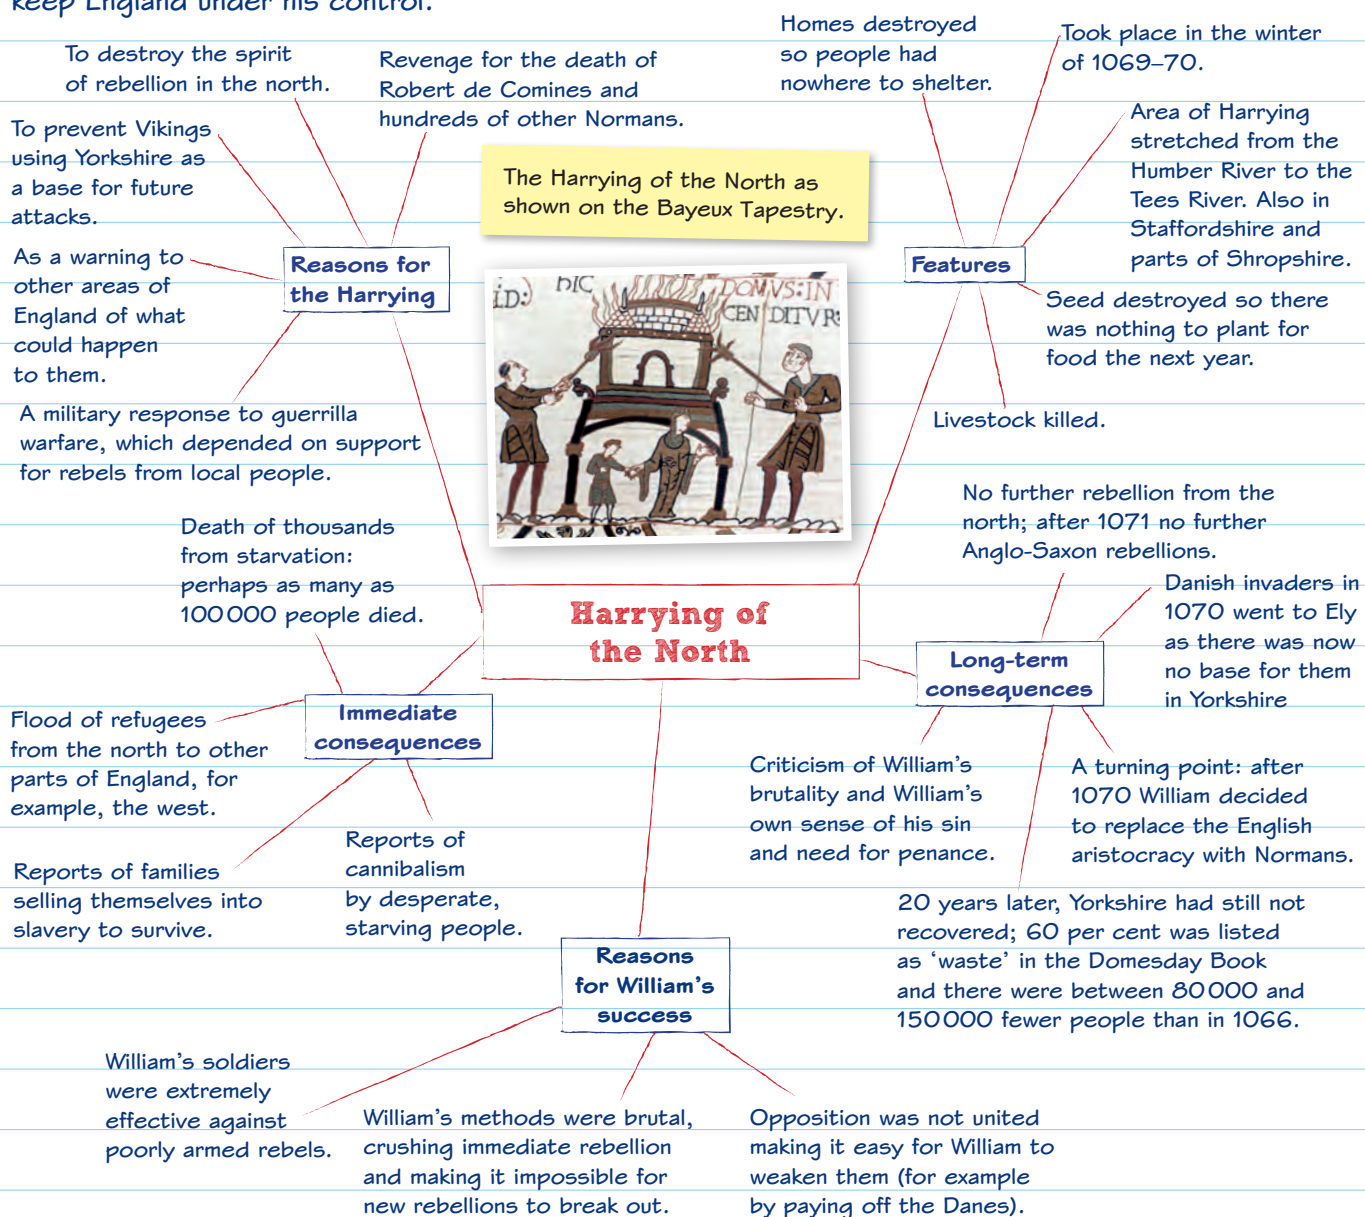 keep England under his control.
To destroy the spirit
of rebellion in the north.
Revenge for the death of
Robert de Comines and
hundreds of other Normans.
To prevent Vikings
using Yorkshire as
a base for future
attacks.
As a warning to
other areas of
England of what
could happen
to them.
Reasons for
the Harrying
A military response to guerrilla
warfare, which depended on support
for rebels from local people.
The Harrying of the North as
shown on the Bayeux Tapestry.
ID:) hIC DOMVS:IN
CEN DITVR:
Homes destroyed
so people had
nowhere to shelter.
Took place in the winter
of 1069–70.
Area of Harrying
stretched from the
Humber River to the
Tees River. Also in
Staffordshire and
parts of Shropshire.
Features
Seed destroyed so there
was nothing to plant for
food the next year.
Livestock killed.
Harrying of
the North
Death of thousands
from starvation:
perhaps as many as
100000 people died.
Immediate
consequences
Flood of refugees
from the north to other
parts of England, for
example, the west.
Reports of families
selling themselves into
slavery to survive.
Reports of
cannibalism
by desperate,
starving people.
No further rebellion from the
north; after 1071 no further
Anglo-Saxon rebellions.
Danish invaders in
1070 went to Ely
as there was now
no base for them
in Yorkshire
Long-term
consequences
Criticism of William's
brutality and William's
own sense of his sin
and need for penance.
A turning point: after
1070 William decided
to replace the English
aristocracy with Normans.
20 years later, Yorkshire had still not
recovered; 60 per cent was listed
as 'waste' in the Domesday Book
and there were between 80000 and
150000 fewer people than in 1066.
Reasons
for William's
success
William's soldiers
were extremely
effective against
poorly armed rebels.
William's methods were brutal,
crushing immediate rebellion
and making it impossible for
new rebellions to break out.
Opposition was not united
making it easy for William to
weaken them (for example
by paying off the Danes).